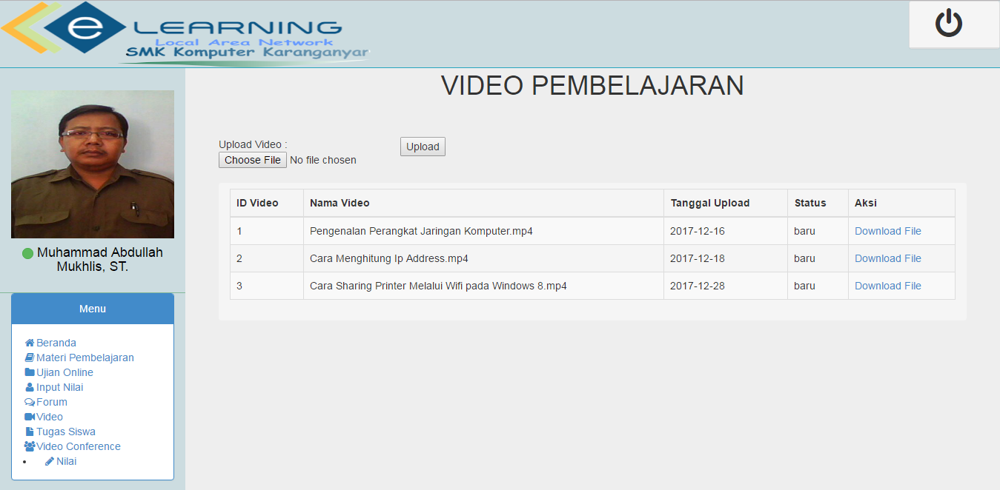 e LEARNING
Local Area Network
SMK Komputer Karanganyar
VIDEO PEMBELAJARAN
Muhammad Abdullah
Mukhlis, ST.
Menu
Beranda
Materi Pembelajaran
Ujian Online
Input Nilai
Forum
Video
Tugas Siswa
Video Conference
Nilai
Upload Video :
Choose File No file chosen
Upload
ID Video Nama Video Tanggal Upload Status Aksi
1 Pengenalan Perangkat Jaringan Komputer.mp4 2017-12-16 baru Download File
2 Cara Menghitung Ip Address.mp4 2017-12-18 baru Download File
3 Cara Sharing Printer Melalui Wifi pada Windows 8.mp4 2017-12-28 baru Download File